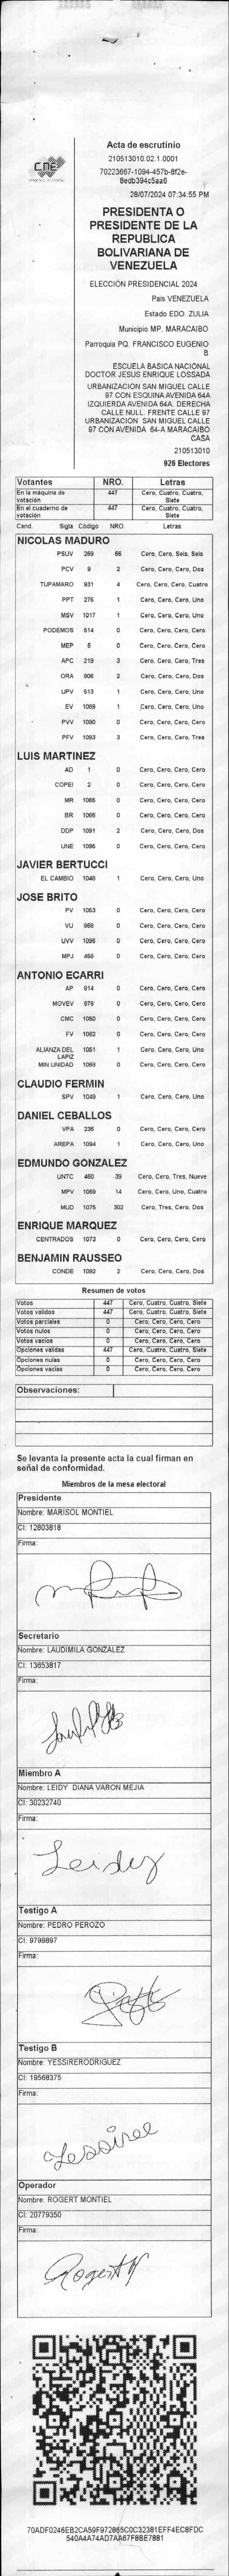 CNE
Acta de escrutinio
210513010.02.1.0001
70223667-1094-457b-8f2e-
8edb394c5aa6
28/07/2024 07:34:55 PM
PRESIDENTA O
PRESIDENTE DE LA
REPUBLICA
BOLIVARIANA DE
VENEZUELA
ELECCIÓN PRESIDENCIAL 2024
Pais VENEZUELA
Estado EDO. ZULIA
Municipio MP. MARACAIBO
Parroquia PQ. FRANCISCO EUGENIO
B
ESCUELA BASICA NACIONAL
DOCTOR JESUS ENRIQUE LOSSADA
URBANIZACION SAN MIGUEL CALLE
97 CON ESQUINA AVENIDA 64A
IZQUIERDA AVENIDA 64A. DERECHA
CALLE NULL. FRENTE CALLE 97
URBANIZACION SAN MIGUEL CALLE
97 CON AVENIDA 64-A MARACAIBO
CASA
210513010
926 Electores
Votantes NRO. Letras
En la máquina de votación 447 Cero, Cuatro, Cuatro, Siete
En el cuaderno de votación 447 Cero, Cuatro, Cuatro, Siete
Cand. Sigla Código NRO. Letras
NICOLAS MADURO
PSUV 269 66 Cero, Cero, Seis, Seis
PCV 9 2 Cero, Cero, Cero, Dos
TUPAMARO 931 4 Cero, Cero, Cero, Cuatro
PPT 276 1 Cero, Cero, Cero, Uno
MSV 1017 1 Cero, Cero, Cero, Uno
PODEMOS 514 0 Cero, Cero, Cero, Cero
MEP 6 0 Cero, Cero, Cero, Cero
APC 219 3 Cero, Cero, Cero, Tres
ORA 906 2 Cero, Cero, Cero, Dos
UPV 513 1 Cero, Cero, Cero, Uno
EV 1089 1 Cero, Cero, Cero, Uno
PVV 1090 0 Cero, Cero, Cero, Cero
PFV 1093 3 Cero, Cero, Cero, Tres
LUIS MARTINEZ
AD 1 0 Cero, Cero, Cero, Cero
COPEI 2 0 Cero, Cero, Cero, Cero
MR 1065 0 Cero, Cero, Cero, Cero
BR 1066 0 Cero, Cero, Cero, Cero
DDP 1091 2 Cero, Cero, Cero, Dos
UNE 1095 0 Cero, Cero, Cero, Cero
JAVIER BERTUCCI
EL CAMBIO 1048 1 Cero, Cero, Cero, Uno
JOSE BRITO
PV 1053 0 Cero, Cero, Cero, Cero
VU 868 0 Cero, Cero, Cero, Cero
UVV 1096 0 Cero, Cero, Cero, Cero
MPJ 458 0 Cero, Cero, Cero, Cero
ANTONIO ECARRI
AP 814 0 Cero, Cero, Cero, Cero
MOVEV 878 0 Cero, Cero, Cero, Cero
CMC 1050 0 Cero, Cero, Cero, Cero
FV 1062 0 Cero, Cero, Cero, Cero
ALIANZA DEL LAPIZ 1051 1 Cero, Cero, Cero, Uno
MIN UNIDAD 1068 0 Cero, Cero, Cero, Cero
CLAUDIO FERMIN
SPV 1049 1 Cero, Cero, Cero, Uno
DANIEL CEBALLOS
VPA 236 0 Cero, Cero, Cero, Cero
AREPA 1094 1 Cero, Cero, Cero, Uno
EDMUNDO GONZALEZ
UNTC 460 39 Cero, Cero, Tres, Nueve
MPV 1069 14 Cero, Cero, Uno, Cuatro
MUD 1075 302 Cero, Tres, Cero, Dos
ENRIQUE MARQUEZ
CENTRADOS 1073 0 Cero, Cero, Cero, Cero
BENJAMIN RAUSSEO
CONDE 1092 2 Cero, Cero, Cero, Dos
Resumen de votos
Votos 447 Cero, Cuatro, Cuatro, Siete
Votos validos 447 Cero, Cuatro, Cuatro, Siete
Votos parciales 0 Cero, Cero, Cero, Cero
Votos nulos 0 Cero, Cero, Cero, Cero
Votos vacios 0 Cero, Cero, Cero, Cero
Opciones validas 447 Cero, Cuatro, Cuatro, Siete
Opciones nulas 0 Cero, Cero, Cero, Cero
Opciones vacias 0 Cero, Cero, Cero, Cero
Observaciones:
Se levanta la presente acta la cual firman en
señal de conformidad.
Miembros de la mesa electoral
Presidente
Nombre: MARISOL MONTIEL
CI: 12803818
Firma:
Secretario
Nombre: LAUDIMILA GONZALEZ
CI: 13653817
Firma:
Miembro A
Nombre: LEIDY DIANA VARON MEJIA
CI: 30232740
Firma:
Leidy
Testigo A
Nombre: PEDRO PEROZO
CI: 9799897
Firma:
Testigo B
Nombre: YESSIRERODRIGUEZ
CI: 19568375
Firma:
Yessiree
Operador
Nombre: ROGERT MONTIEL
CI: 20779350
Firma:
Rogert M
70ADF0246EB2CA59F972865C0C32381EFF4EC8FDC
540A4A74AD7AA67F8BE7881